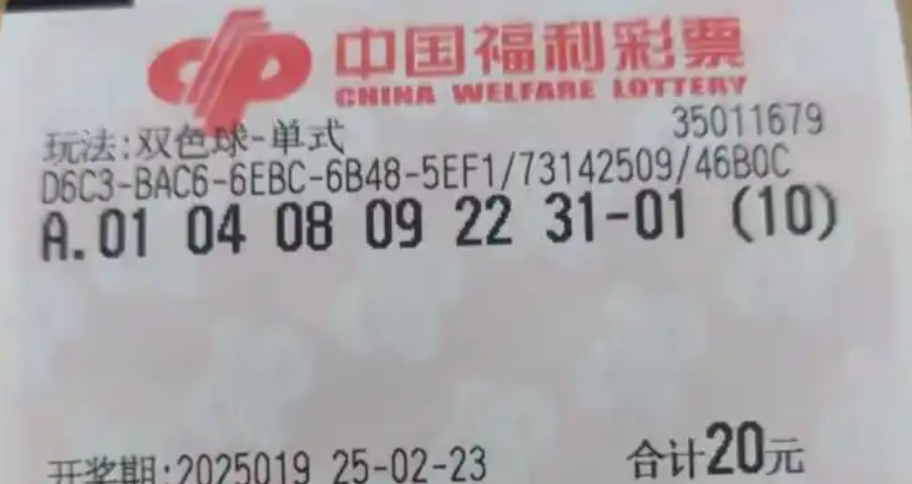 中国福利彩票
CHINA WELFARE LOTTERY
35011679
玩法:双色球-单式
D6C3-BAC6-6EBC-6B48-5EF1/73142509/46B0C
A.01 04 08 09 22 31-01 (10)
开奖期:2025019 25-02-23 合计20元